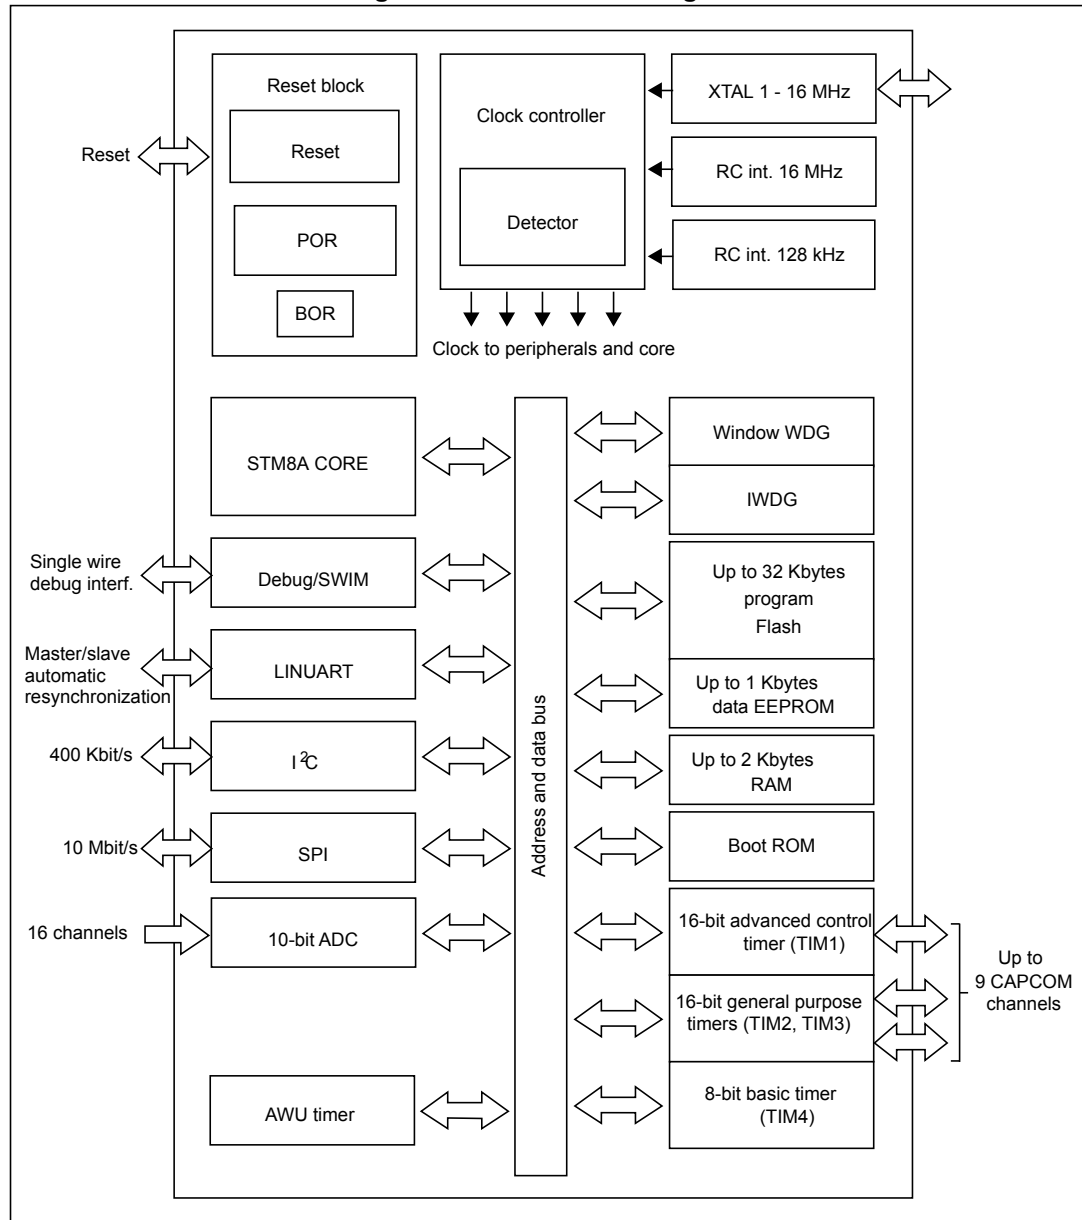 Reset block
Reset
POR
BOR
Reset
Clock controller
Detector
XTAL 1 - 16 MHz
RC int. 16 MHz
RC int. 128 kHz
Clock to peripherals and core
STM8A CORE
Single wire
debug interf.
Debug/SWIM
Master/slave
automatic
resynchronization
LINUART
400 Kbit/s
I²C
10 Mbit/s
SPI
16 channels
10-bit ADC
AWU timer
Address and data bus
Window WDG
IWDG
Up to 32 Kbytes
program
Flash
Up to 1 Kbytes
data EEPROM
Up to 2 Kbytes
RAM
Boot ROM
16-bit advanced control
timer (TIM1)
16-bit general purpose
timers (TIM2, TIM3)
8-bit basic timer
(TIM4)
Up to
9 CAPCOM
channels